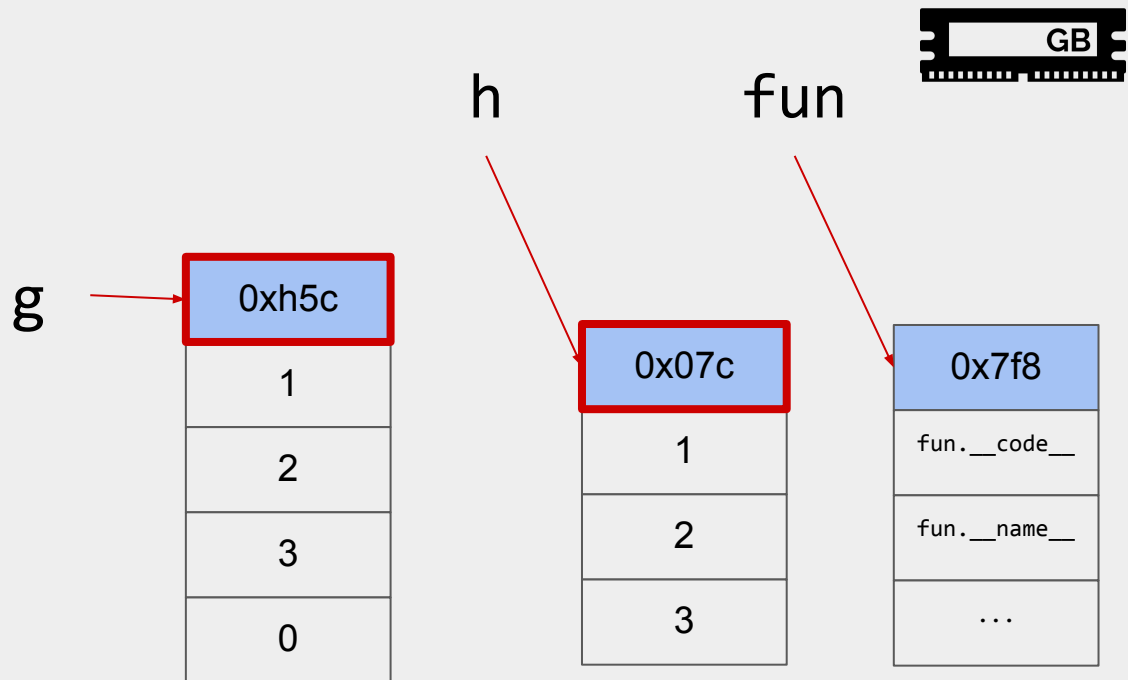 GB
h
fun
g
0xh5c
1
2
3
0
0x07c
1
2
3
0x7f8
fun.__code__
fun.__name__
...